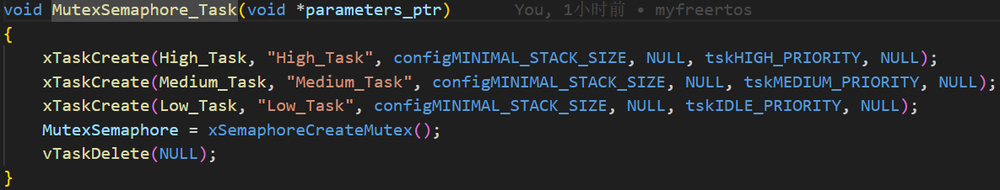 void MutexSemaphore_Task(void *parameters_ptr) You, 1小时前 • myfreertos
{
xTaskCreate(High_Task, "High_Task", configMINIMAL_STACK_SIZE, NULL, tskHIGH_PRIORITY, NULL);
xTaskCreate(Medium_Task, "Medium_Task", configMINIMAL_STACK_SIZE, NULL, tskMEDIUM_PRIORITY, NULL);
xTaskCreate(Low_Task, "Low_Task", configMINIMAL_STACK_SIZE, NULL, tskIDLE_PRIORITY, NULL);
MutexSemaphore = xSemaphoreCreateMutex();
vTaskDelete(NULL);
}